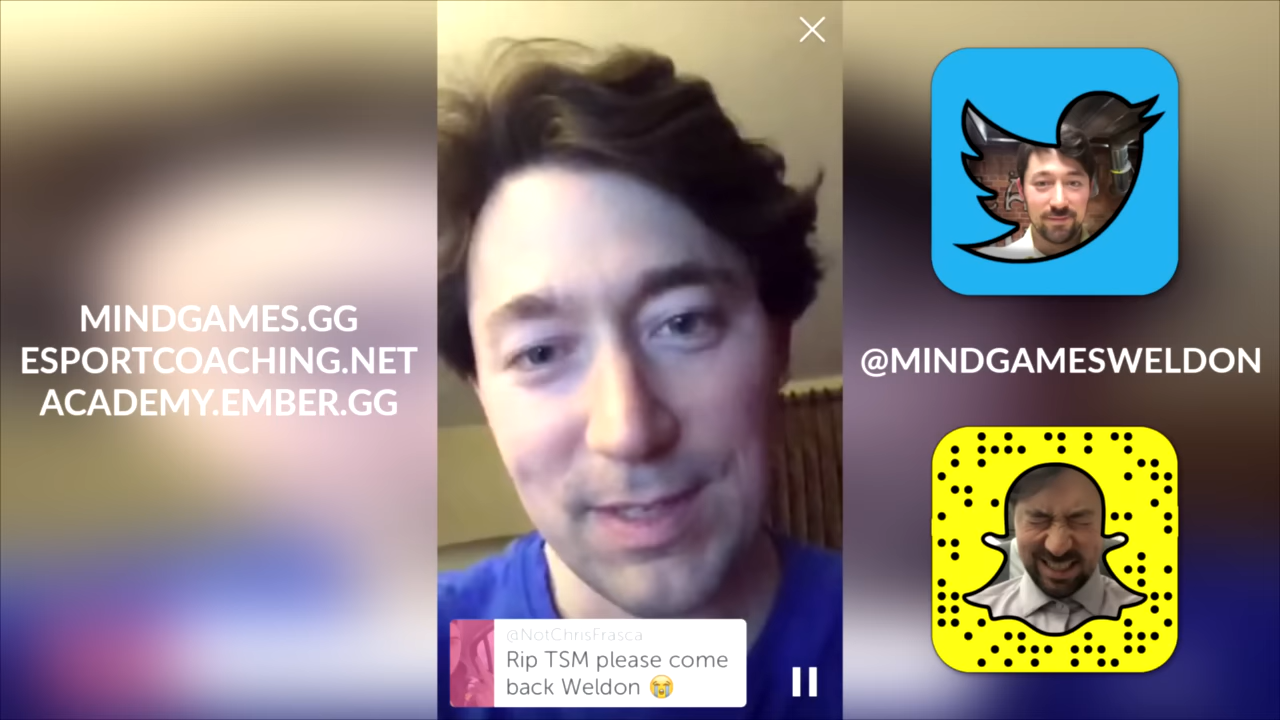 MINDGAMES.GG
ESPORTCOACHING.NET
ACADEMY.EMBER.GG
@NotChrisFrasca
Rip TSM please come
back Weldon 😭
@MINDGAMESWELDON